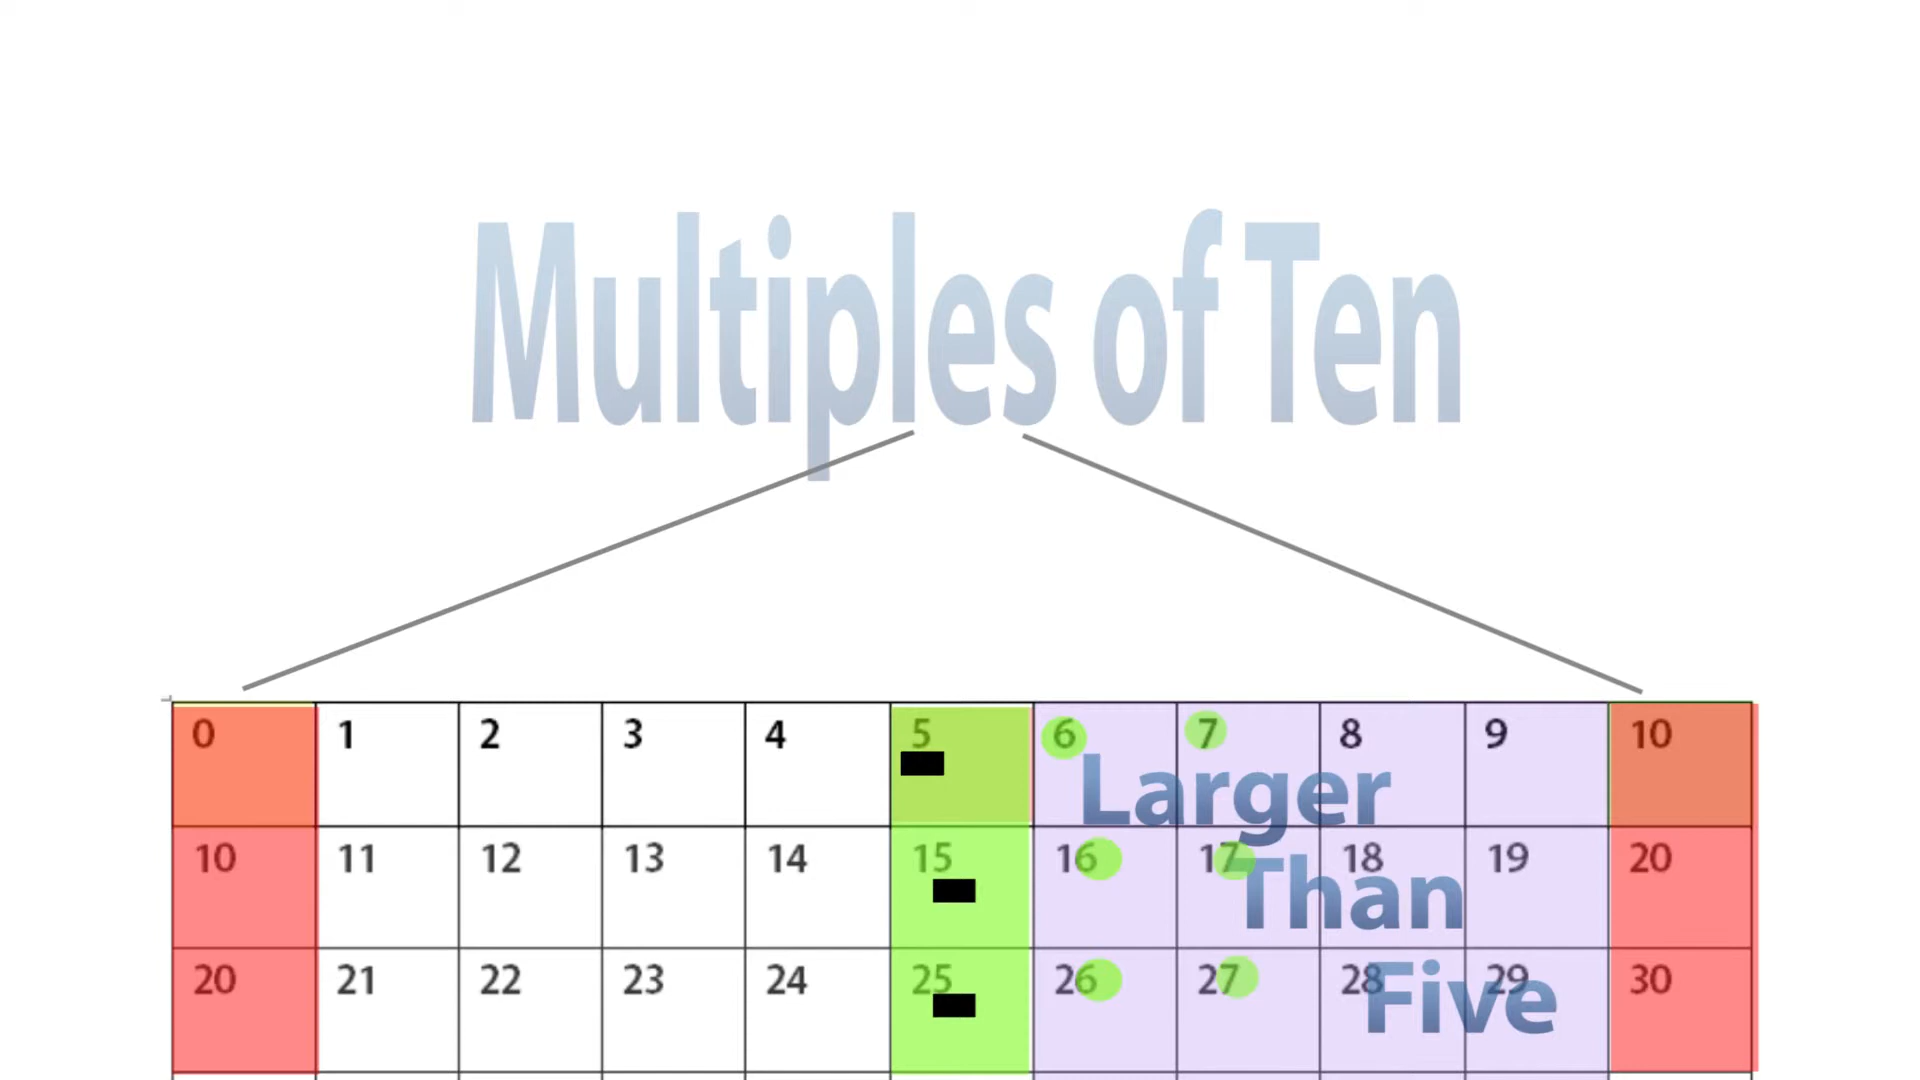 Multiples of Ten
0 1 2 3 4 5 6 7 8 9 10
Larger
10 11 12 13 14 15 16 17 18 19 20
Than
20 21 22 23 24 25 26 27 28 29 30
Five